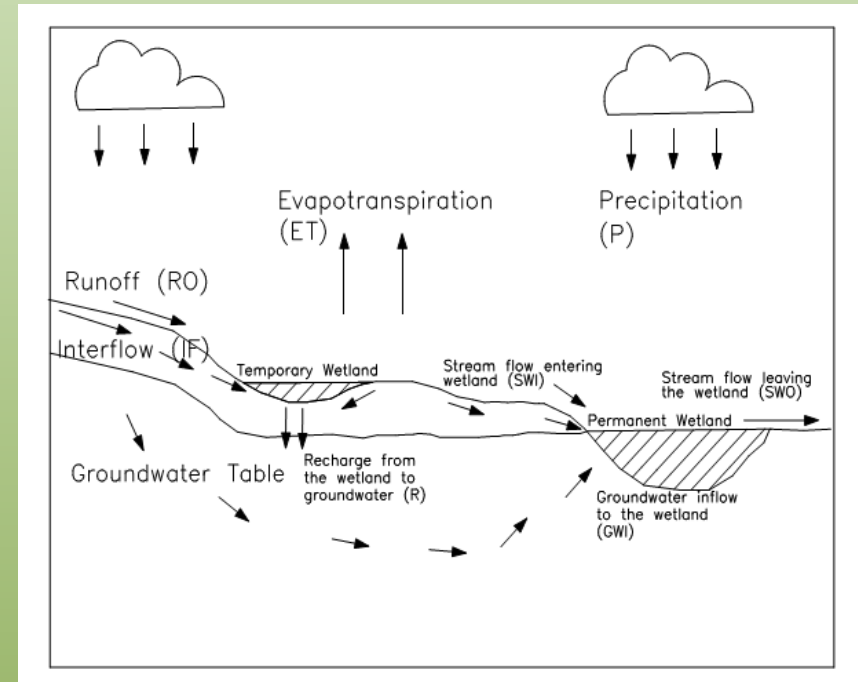 Evapotranspiration
(ET)
Precipitation
(P)
Runoff (RO)
Interflow (IF)
Temporary Wetland
Stream flow entering
wetland (SWI)
Stream flow leaving
the wetland (SWO)
Permanent Wetland
Groundwater Table
Recharge from
the wetland to
groundwater (R)
Groundwater inflow
to the wetland
(GWI)